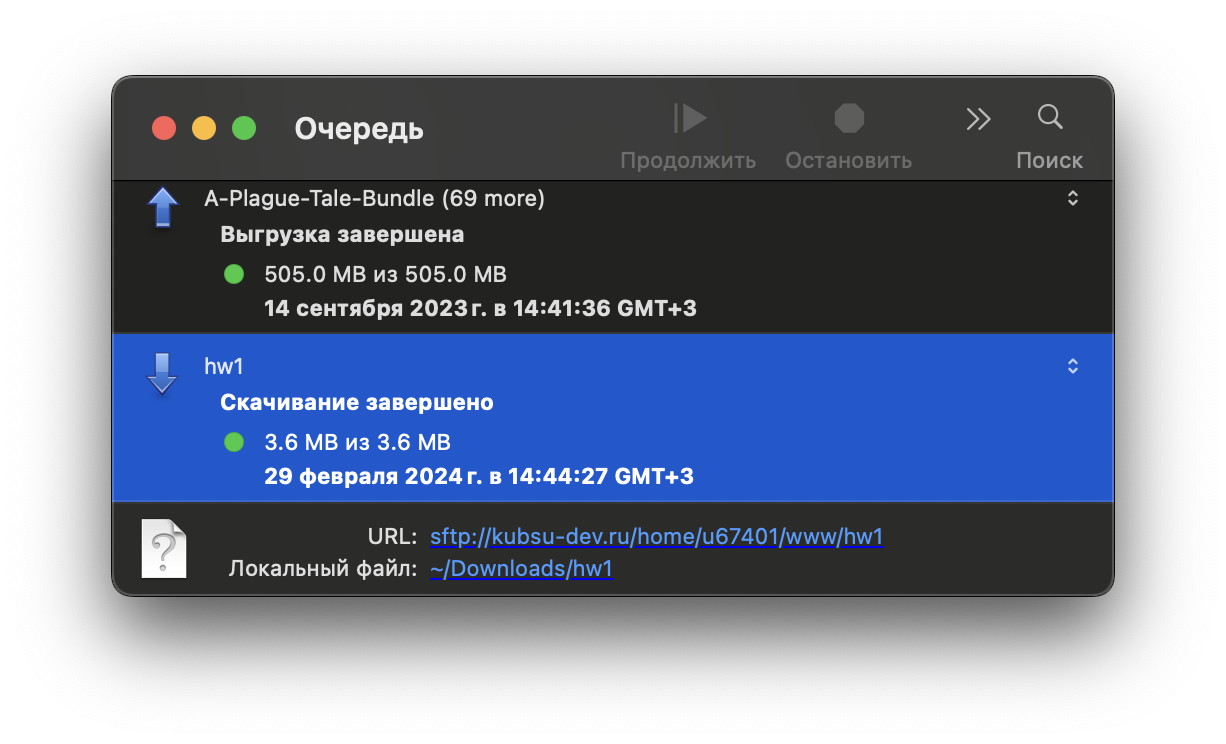 Очередь
Продолжить
Остановить
Поиск
A-Plague-Tale-Bundle (69 more)
Выгрузка завершена
505.0 MB из 505.0 MB
14 сентября 2023 г. в 14:41:36 GMT+3
hw1
Скачивание завершено
3.6 MB из 3.6 MB
29 февраля 2024 г. в 14:44:27 GMT+3
URL: sftp://kubsu-dev.ru/home/u67401/www/hw1
Локальный файл: ~/Downloads/hw1